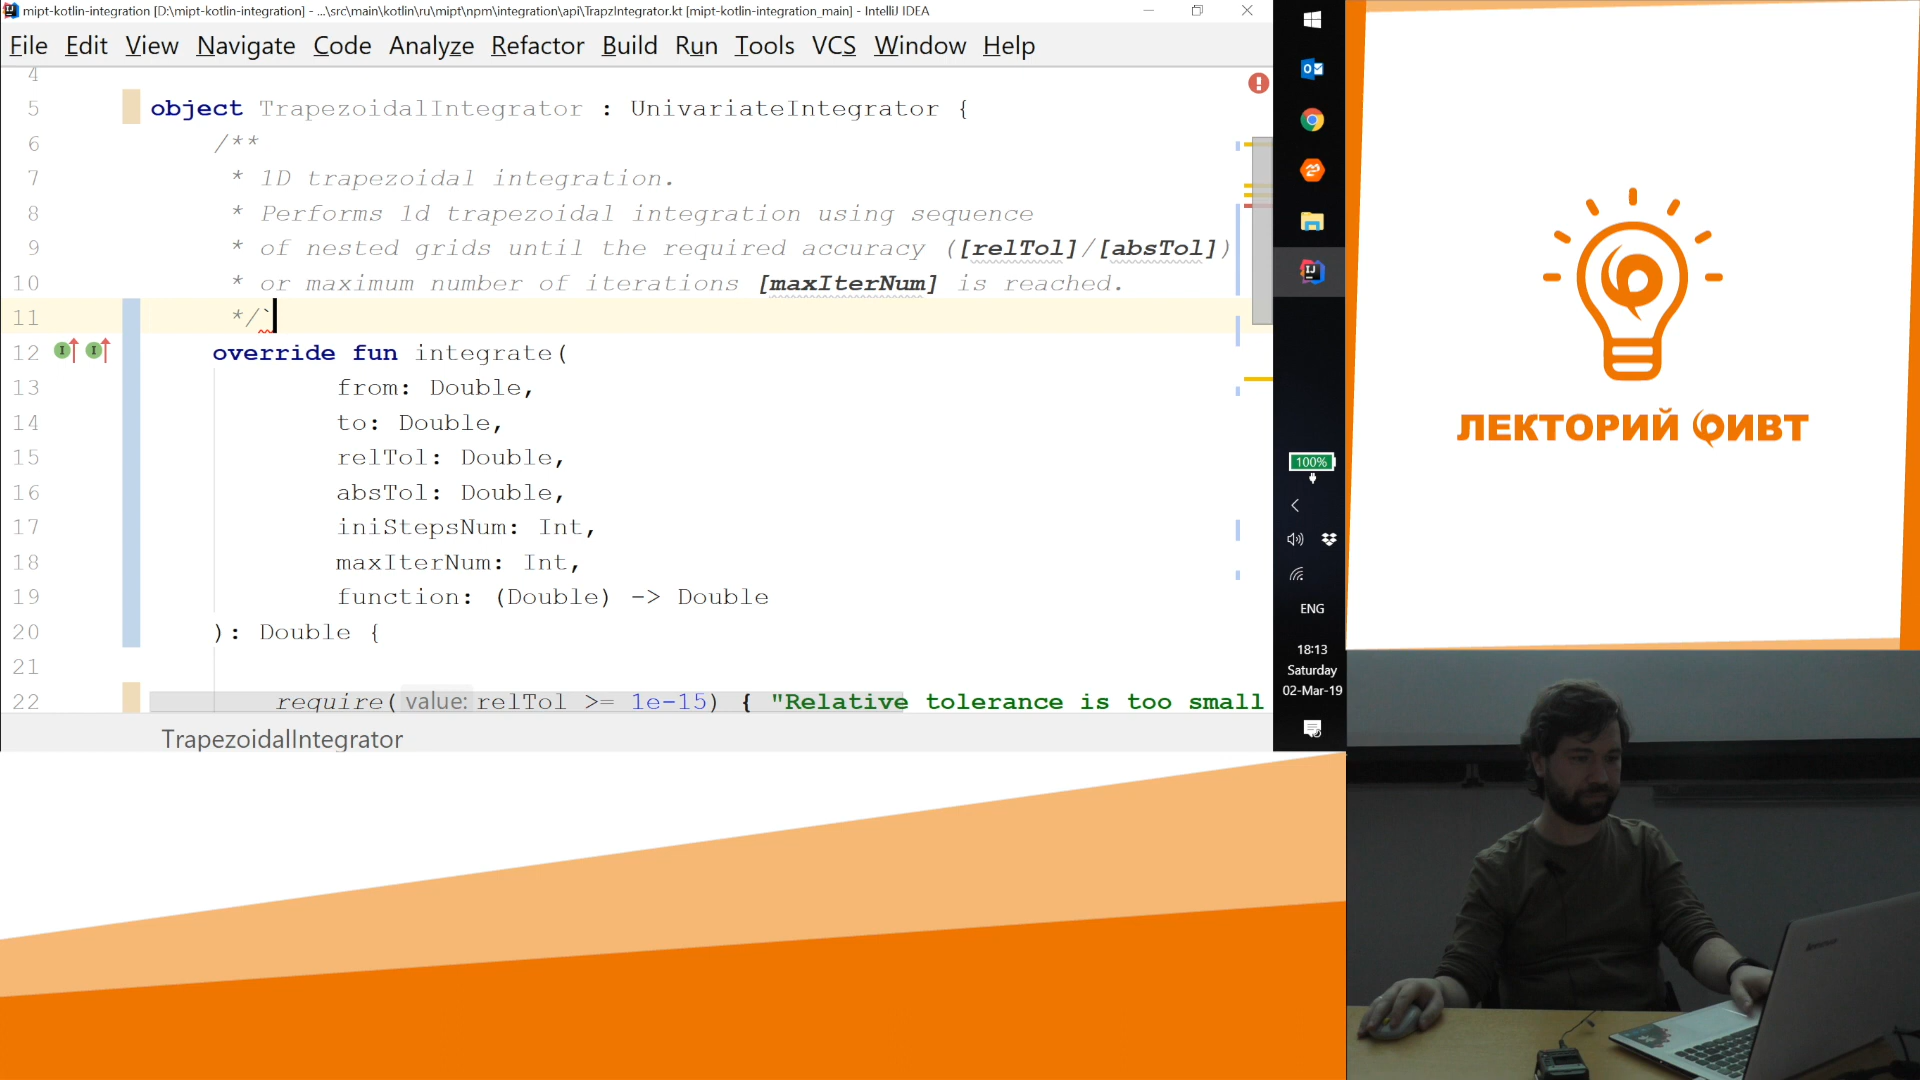 mipt-kotlin-integration [D:\mipt-kotlin-integration] - ...\src\main\kotlin\ru\mipt\npm\integration\api\TrapzIntegrator.kt [mipt-kotlin-integration_main] - IntelliJ IDEA
File Edit View Navigate Code Analyze Refactor Build Run Tools VCS Window Help
4
5 object TrapezoidalIntegrator : UnivariateIntegrator {
6 /**
7 * 1D trapezoidal integration.
8 * Performs 1d trapezoidal integration using sequence
9 * of nested grids until the required accuracy ([relTol]/[absTol])
10 * or maximum number of iterations [maxIterNum] is reached.
11 */`
12 override fun integrate(
13 from: Double,
14 to: Double,
15 relTol: Double,
16 absTol: Double,
17 iniStepsNum: Int,
18 maxIterNum: Int,
19 function: (Double) -> Double
20 ): Double {
21
22 require( value: relTol >= 1e-15) { "Relative tolerance is too small
TrapezoidalIntegrator
100%
ENG
18:13
Saturday
02-Mar-19
ЛЕКТОРИЙ ФИВТ